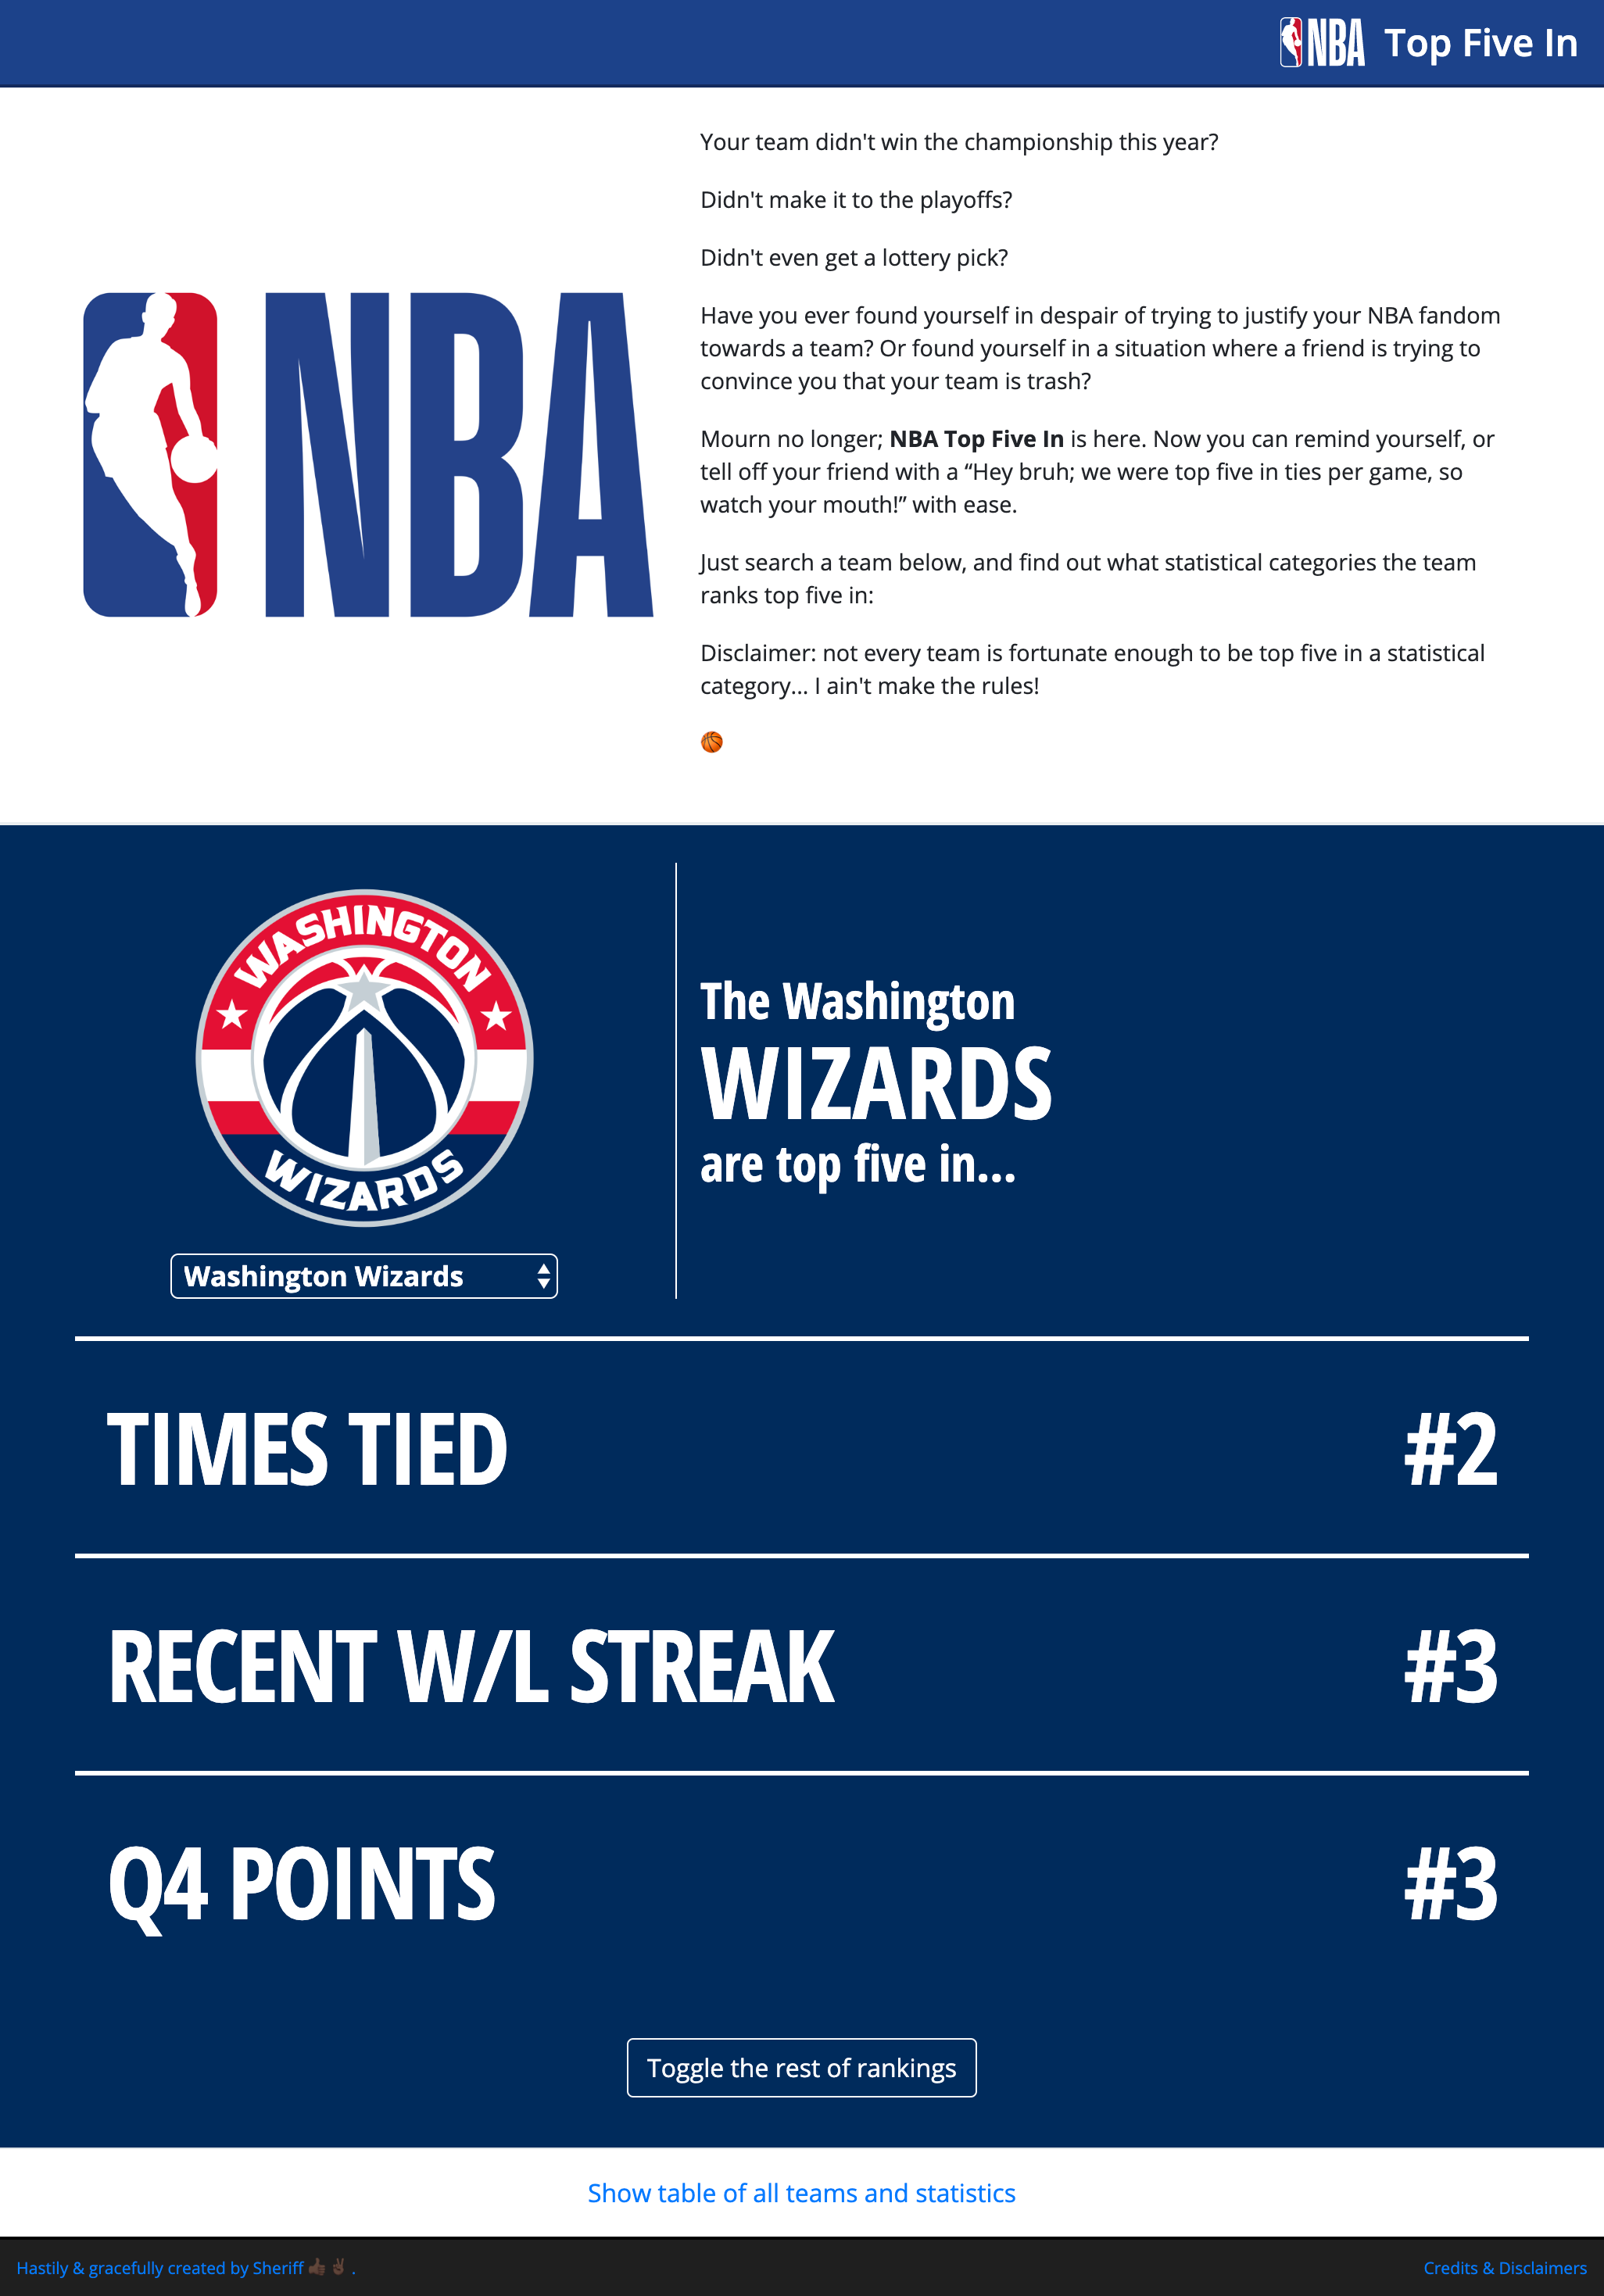 NBA Top Five In
Your team didn't win the championship this year?
Didn't make it to the playoffs?
Didn't even get a lottery pick?
Have you ever found yourself in despair of trying to justify your NBA fandom
towards a team? Or found yourself in a situation where a friend is trying to
convince you that your team is trash?
NBA
Mourn no longer; NBA Top Five In is here. Now you can remind yourself, or
tell off your friend with a “Hey bruh; we were top five in ties per game, so
watch your mouth!” with ease.
Just search a team below, and find out what statistical categories the team
ranks top five in:
Disclaimer: not every team is fortunate enough to be top five in a statistical
category... I ain't make the rules!
🏀
WASHINGTON
WIZARDS
Washington Wizards
The Washington
WIZARDS
are top five in...
TIMES TIED #2
RECENT W/L STREAK #3
Q4 POINTS #3
Toggle the rest of rankings
Show table of all teams and statistics
Hastily & gracefully created by Sheriff 👍🏿 ✌🏿 .
Credits & Disclaimers